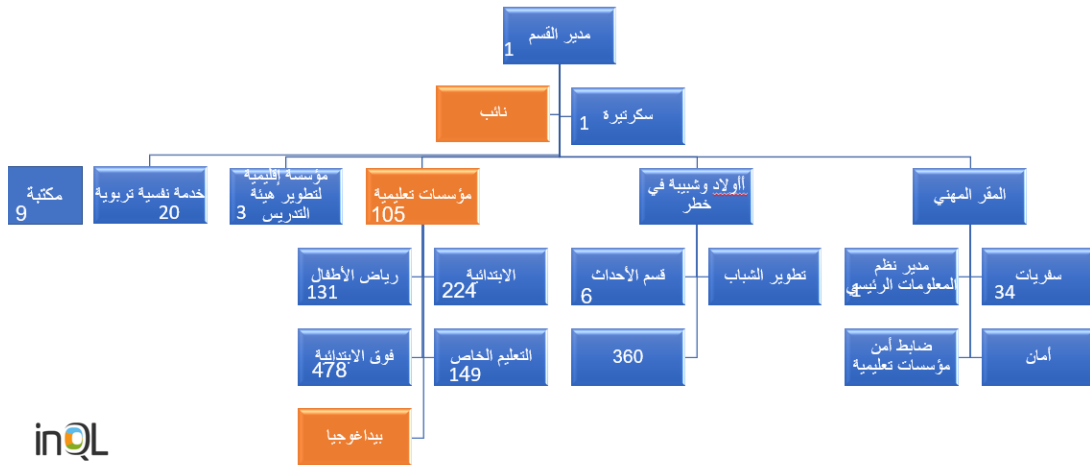 مدير القسم
1
نائب
سكرتيرة
1
المقر المهني
أاولاد وشبيبة في
خطر
مؤسسات تعليمية
105
مؤسسة إقليمية
لتطوير هيئة
التدريس
3
خدمة نفسية تربوية
20
مكتبة
9
سفريات
34
مدير نظم
المعلومات الرئيسي
1
تطوير الشباب
قسم الأحداث
6
الابتدائية
224
رياض الأطفال
131
أمان
ضابط أمن
مؤسسات تعليمية
360
التعليم الخاص
149
فوق الابتدائية
478
بيداغوجيا
inQL